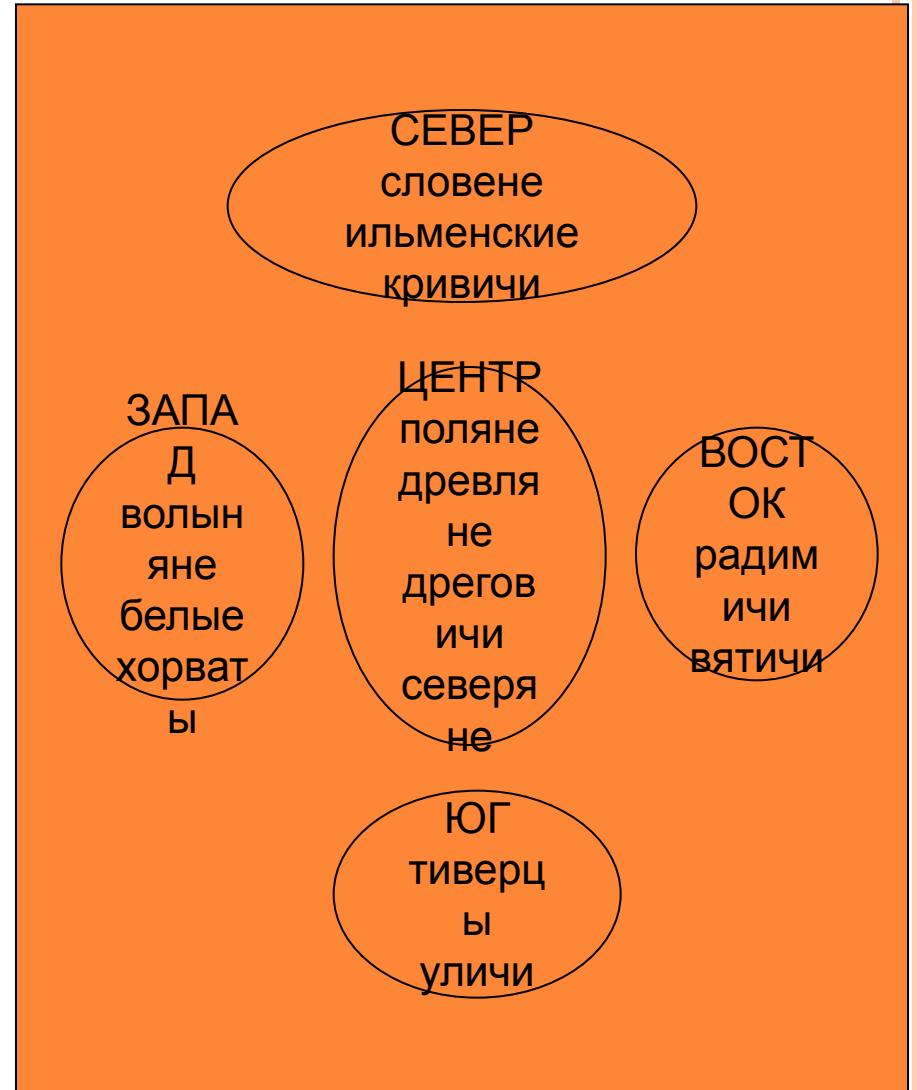 СЕВЕР
словене
ильменские
кривичи
ЗАПА
Д
волын
яне
белые
хорват
ы
ЦЕНТР
поляне
древля
не
дрегов
ичи
северя
не
ВОСТ
ОК
радим
ичи
вятичи
ЮГ
тиверц
ы
уличи